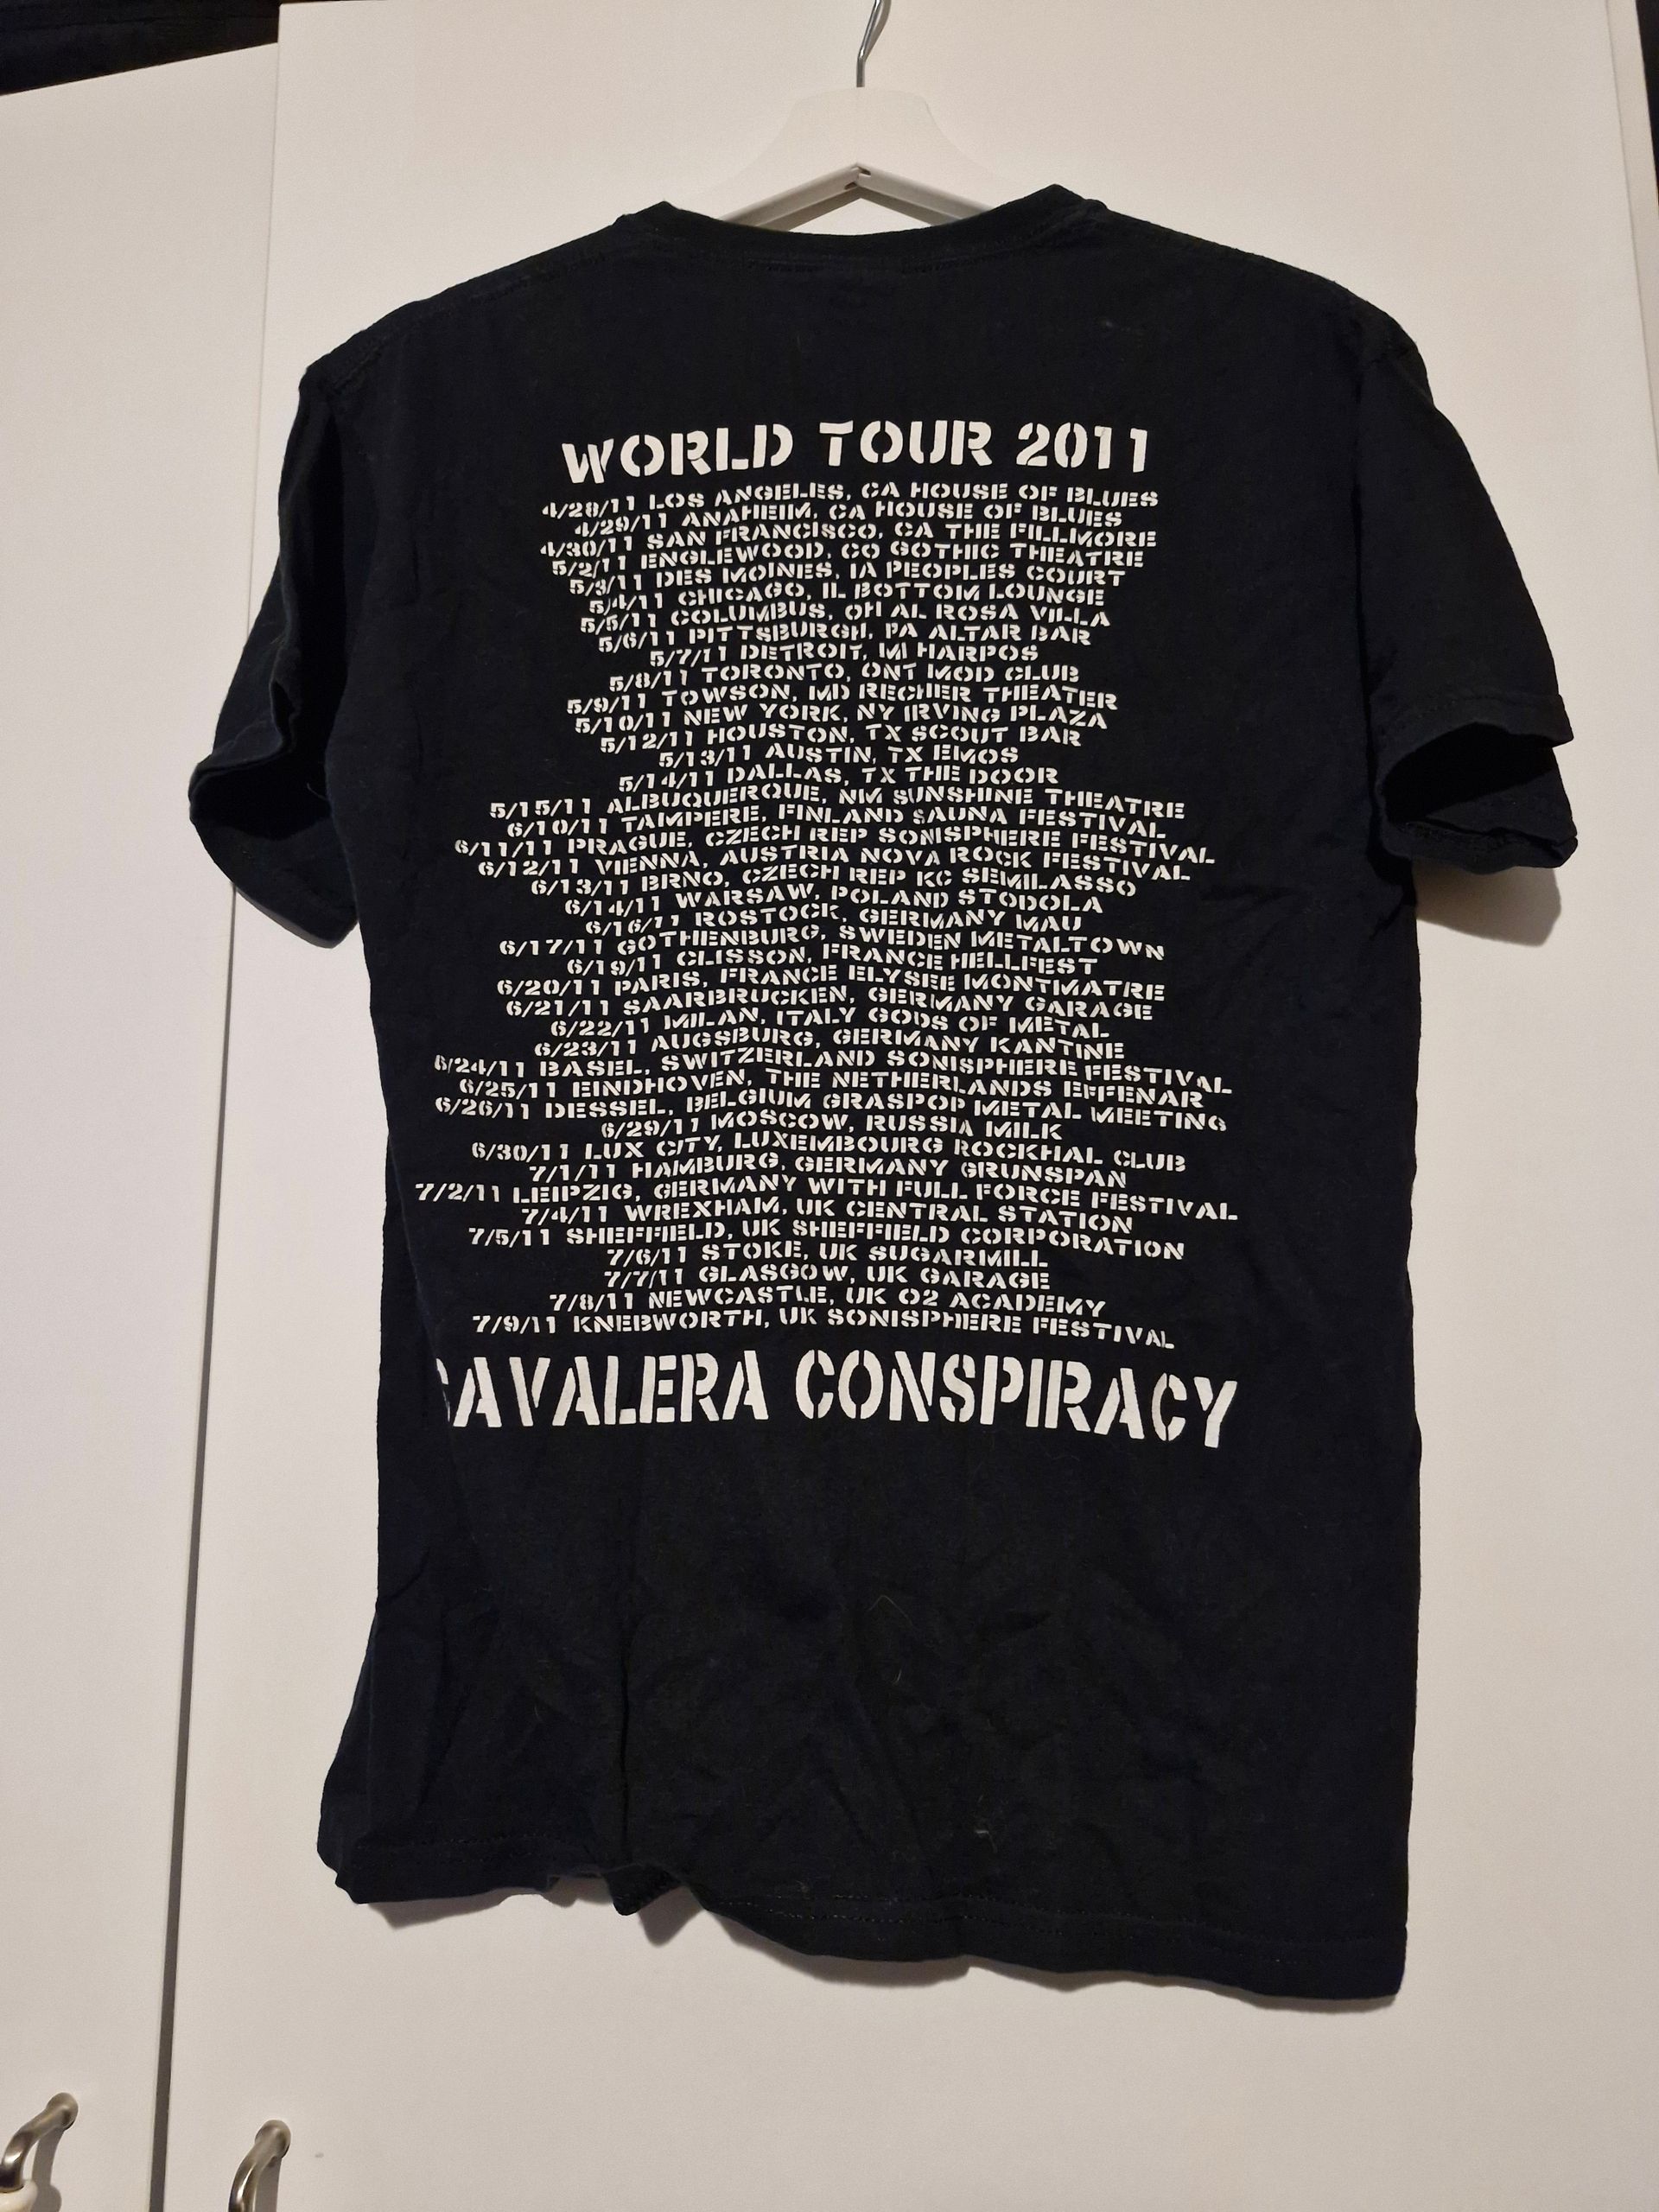 WORLD TOUR 2011
4/28/11 LOS ANGELES, CA HOUSE OF BLUES
4/29/11 ANAHEIM, CA HOUSE OF BLUES
4/30/11 SAN FRANCISCO, CA THE FILLMORE
5/2/11 ENGLEWOOD, CO GOTHIC THEATRE
5/3/11 DES MOINES, IA PEOPLES COURT
5/4/11 CHICAGO, IL BOTTOM LOUNGE
5/5/11 COLUMBUS, OH AL ROSA VILLA
5/6/11 PITTSBURGH, PA ALTAR BAR
5/7/11 DETROIT, MI HARPOS
5/8/11 TORONTO, ONT MOD CLUB
5/9/11 TOWSON, MD RECHER THEATER
5/10/11 NEW YORK, NY IRVING PLAZA
5/12/11 HOUSTON, TX SCOUT BAR
5/13/11 AUSTIN, TX EMOS
5/14/11 DALLAS, TX THE DOOR
5/15/11 ALBUQUERQUE, NM SUNSHINE THEATRE
6/10/11 TAMPERE, FINLAND SAUNA FESTIVAL
6/11/11 PRAGUE, CZECH REP SONISPHERE FESTIVAL
6/12/11 VIENNA, AUSTRIA NOVA ROCK FESTIVAL
6/13/11 BRNO, CZECH REP KC SEMILASSO
6/14/11 WARSAW, POLAND STODOLA
6/16/11 ROSTOCK, GERMANY MAU
6/17/11 GOTHENBURG, SWEDEN METALTOWN
6/19/11 CLISSON, FRANCE HELLFEST
6/20/11 PARIS, FRANCE ELYSEE MONTMATRE
6/21/11 SAARBRUCKEN, GERMANY GARAGE
6/22/11 MILAN, ITALY GODS OF METAL
6/23/11 AUGSBURG, GERMANY KANTINE
6/24/11 BASEL, SWITZERLAND SONISPHERE FESTIVAL
6/25/11 EINDHOVEN, THE NETHERLANDS EFFENAR
6/26/11 DESSEL, BELGIUM GRASPOP METAL MEETING
6/29/11 MOSCOW, RUSSIA MILK
6/30/11 LUX CITY, LUXEMBOURG ROCKHAL CLUB
7/1/11 HAMBURG, GERMANY GRUNSPAN
7/2/11 LEIPZIG, GERMANY WITH FULL FORCE FESTIVAL
7/4/11 WREXHAM, UK CENTRAL STATION
7/5/11 SHEFFIELD, UK SHEFFIELD CORPORATION
7/6/11 STOKE, UK SUGARMILL
7/7/11 GLASGOW, UK GARAGE
7/8/11 NEWCASTLE, UK O2 ACADEMY
7/9/11 KNEBWORTH, UK SONISPHERE FESTIVAL
CAVALERA CONSPIRACY